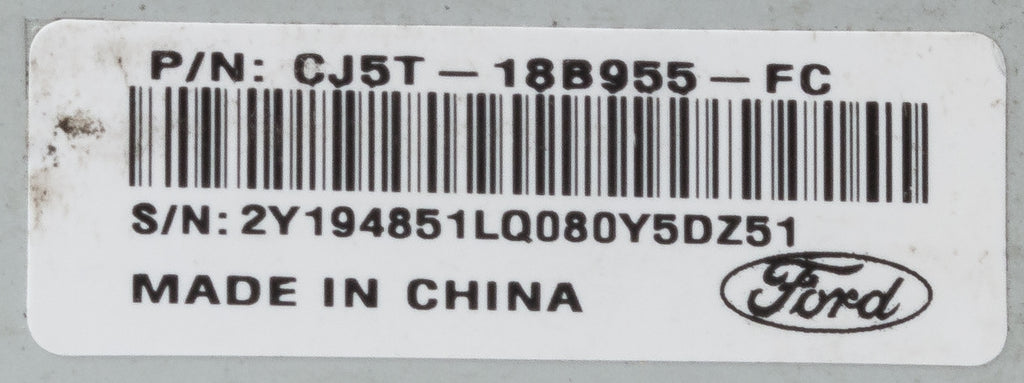 P/N: CJ5T-18B955-FC
S/N: 2Y194851LQ080Y5DZ51
MADE IN CHINA
Ford